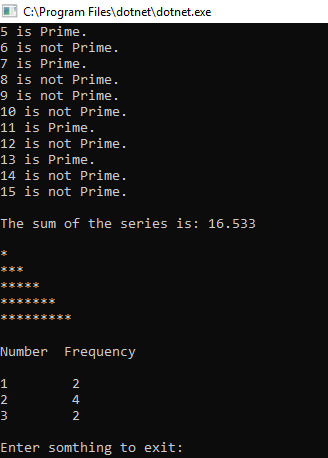 C:\Program Files\dotnet\dotnet.exe
5 is Prime.
6 is not Prime.
7 is Prime.
8 is not Prime.
9 is not Prime.
10 is not Prime.
11 is Prime.
12 is not Prime.
13 is Prime.
14 is not Prime.
15 is not Prime.
The sum of the series is: 16.533
*
***
*****
*******
*********
Number  Frequency
1        2
2        4
3        2
Enter somthing to exit: